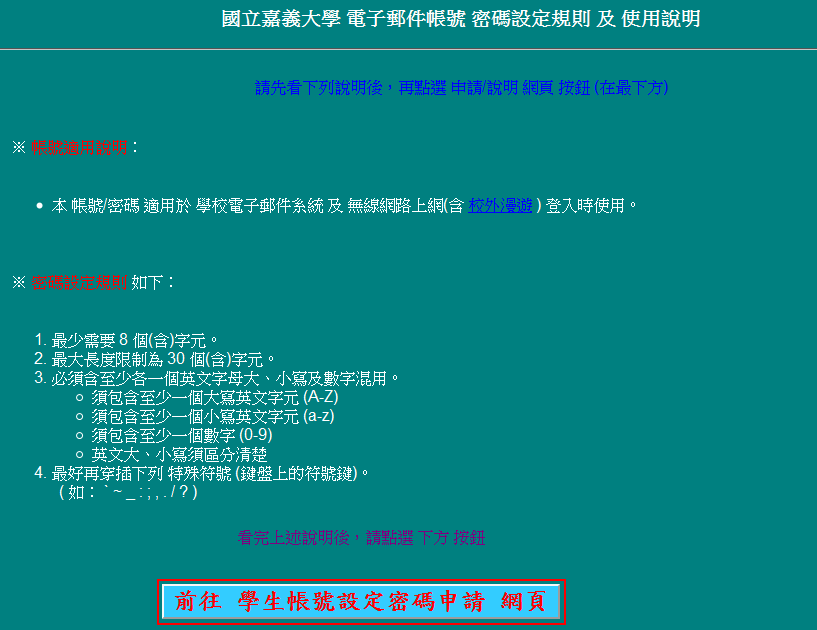 國立嘉義大學 電子郵件帳號 密碼設定規則 及 使用說明
請先看下列說明後，再點選 申請/說明 網頁 按鈕 (在最下方)
※ 帳號適用說明：
• 本 帳號/密碼 適用於 學校電子郵件系統 及 無線網路上網(含 校外漫遊 ) 登入時使用。
※ 密碼設定規則 如下：
1. 最少需要 8 個(含)字元。
2. 最大長度限制為 30 個(含)字元。
3. 必須含至少各一個英文字母大、小寫及數字混用。
○ 須包含至少一個大寫英文字元 (A-Z)
○ 須包含至少一個小寫英文字元 (a-z)
○ 須包含至少一個數字 (0-9)
○ 英文大、小寫須區分清楚
4. 最好再穿插下列 特殊符號 (鍵盤上的符號鍵)。
( 如： ` ~ _ : ; , . / ? )
看完上述說明後，請點選 下方 按鈕
前往 學生帳號設定密碼申請 網頁